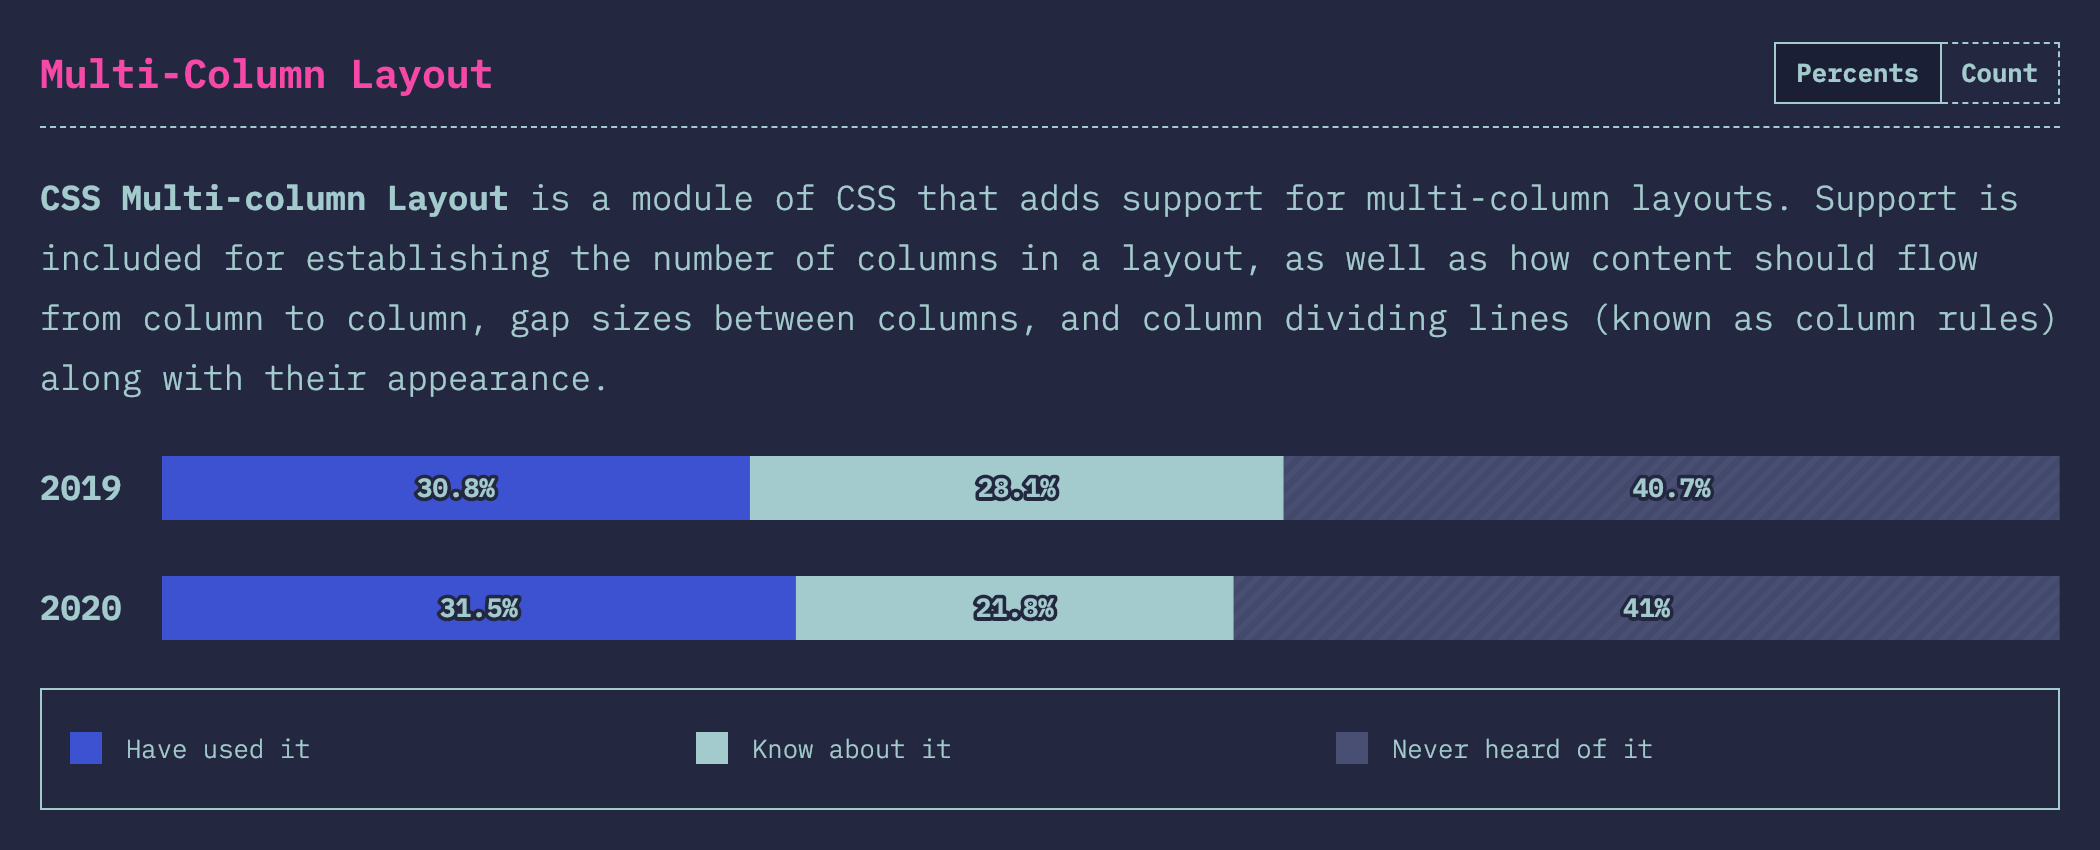 Multi-Column Layout
Percents Count
CSS Multi-column Layout is a module of CSS that adds support for multi-column layouts. Support is
included for establishing the number of columns in a layout, as well as how content should flow
from column to column, gap sizes between columns, and column dividing lines (known as column rules)
along with their appearance.
2019 30.8% 28.1% 40.7%
2020 31.5% 21.8% 41%
Have used it Know about it Never heard of it